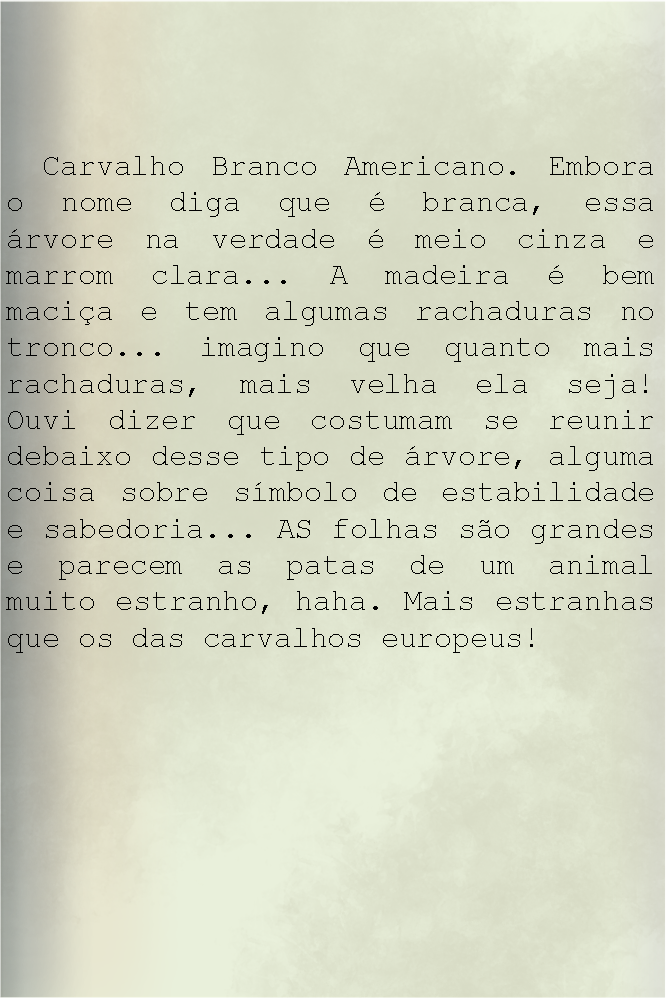 Carvalho Branco Americano. Embora
o nome diga que é branca, essa
árvore na verdade é meio cinza e
marrom clara... A madeira é bem
maciça e tem algumas rachaduras no
tronco... imagino que quanto mais
rachaduras, mais velha ela seja!
Ouvi dizer que costumam se reunir
debaixo desse tipo de árvore, alguma
coisa sobre símbolo de estabilidade
e sabedoria... AS folhas são grandes
e parecem as patas de um animal
muito estranho, haha. Mais estranhas
que os das carvalhos europeus!